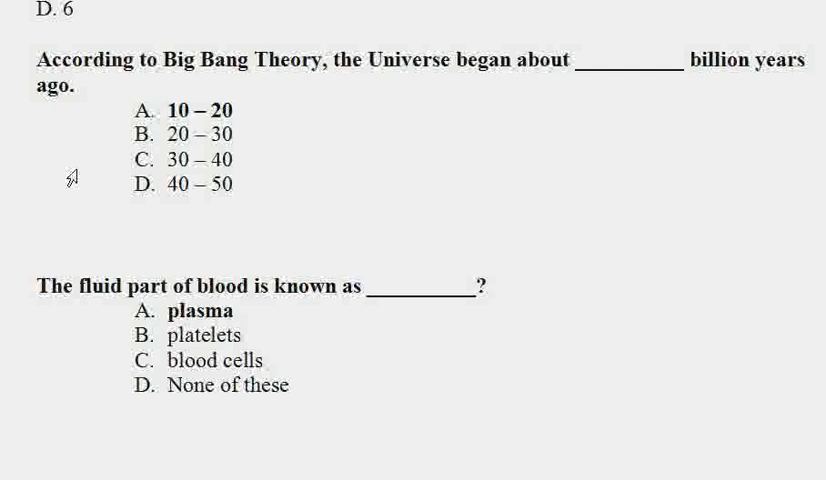 D. 6
According to Big Bang Theory, the Universe began about __________ billion years
ago.
A. 10 – 20
B. 20 – 30
C. 30 – 40
D. 40 – 50
The fluid part of blood is known as __________?
A. plasma
B. platelets
C. blood cells
D. None of these